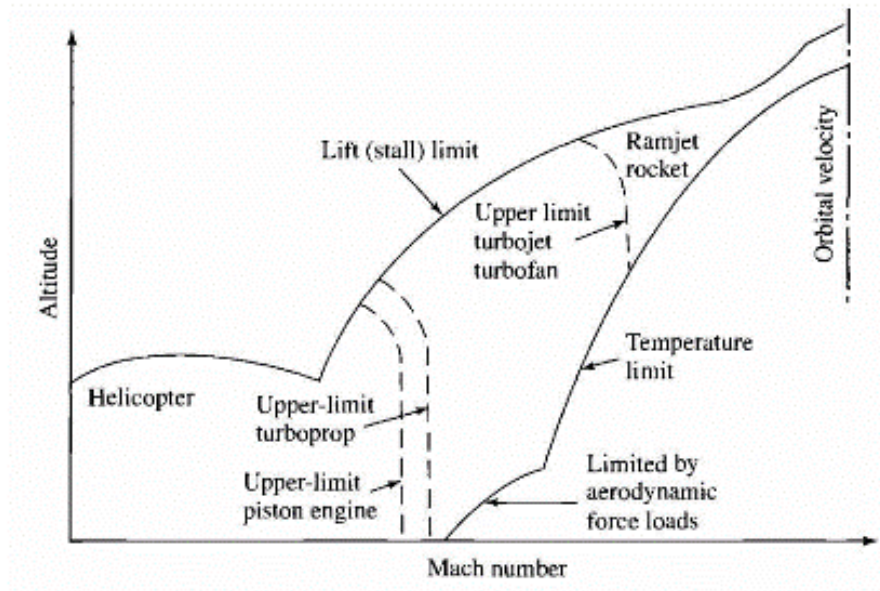 Lift (stall) limit
Ramjet
rocket
Upper limit
turbojet
turbofan
Orbital velocity
Altitude
Temperature
limit
Helicopter
Upper-limit
turboprop
Upper-limit
piston engine
Limited by
aerodynamic
force loads
Mach number